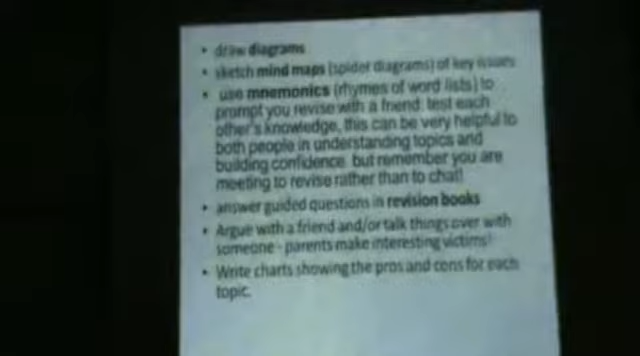 • draw diagrams
• sketch mind maps (spider diagrams) of key issues
• use mnemonics (rhymes of word lists) to
prompt you revise with a friend: test each
other's knowledge, this can be very helpful to
both people in understanding topics and
building confidence but remember you are
meeting to revise rather than to chat!
• answer guided questions in revision books
• Argue with a friend and/or talk things over with
someone - parents make interesting victims!
• Write charts showing the pros and cons for each
topic.